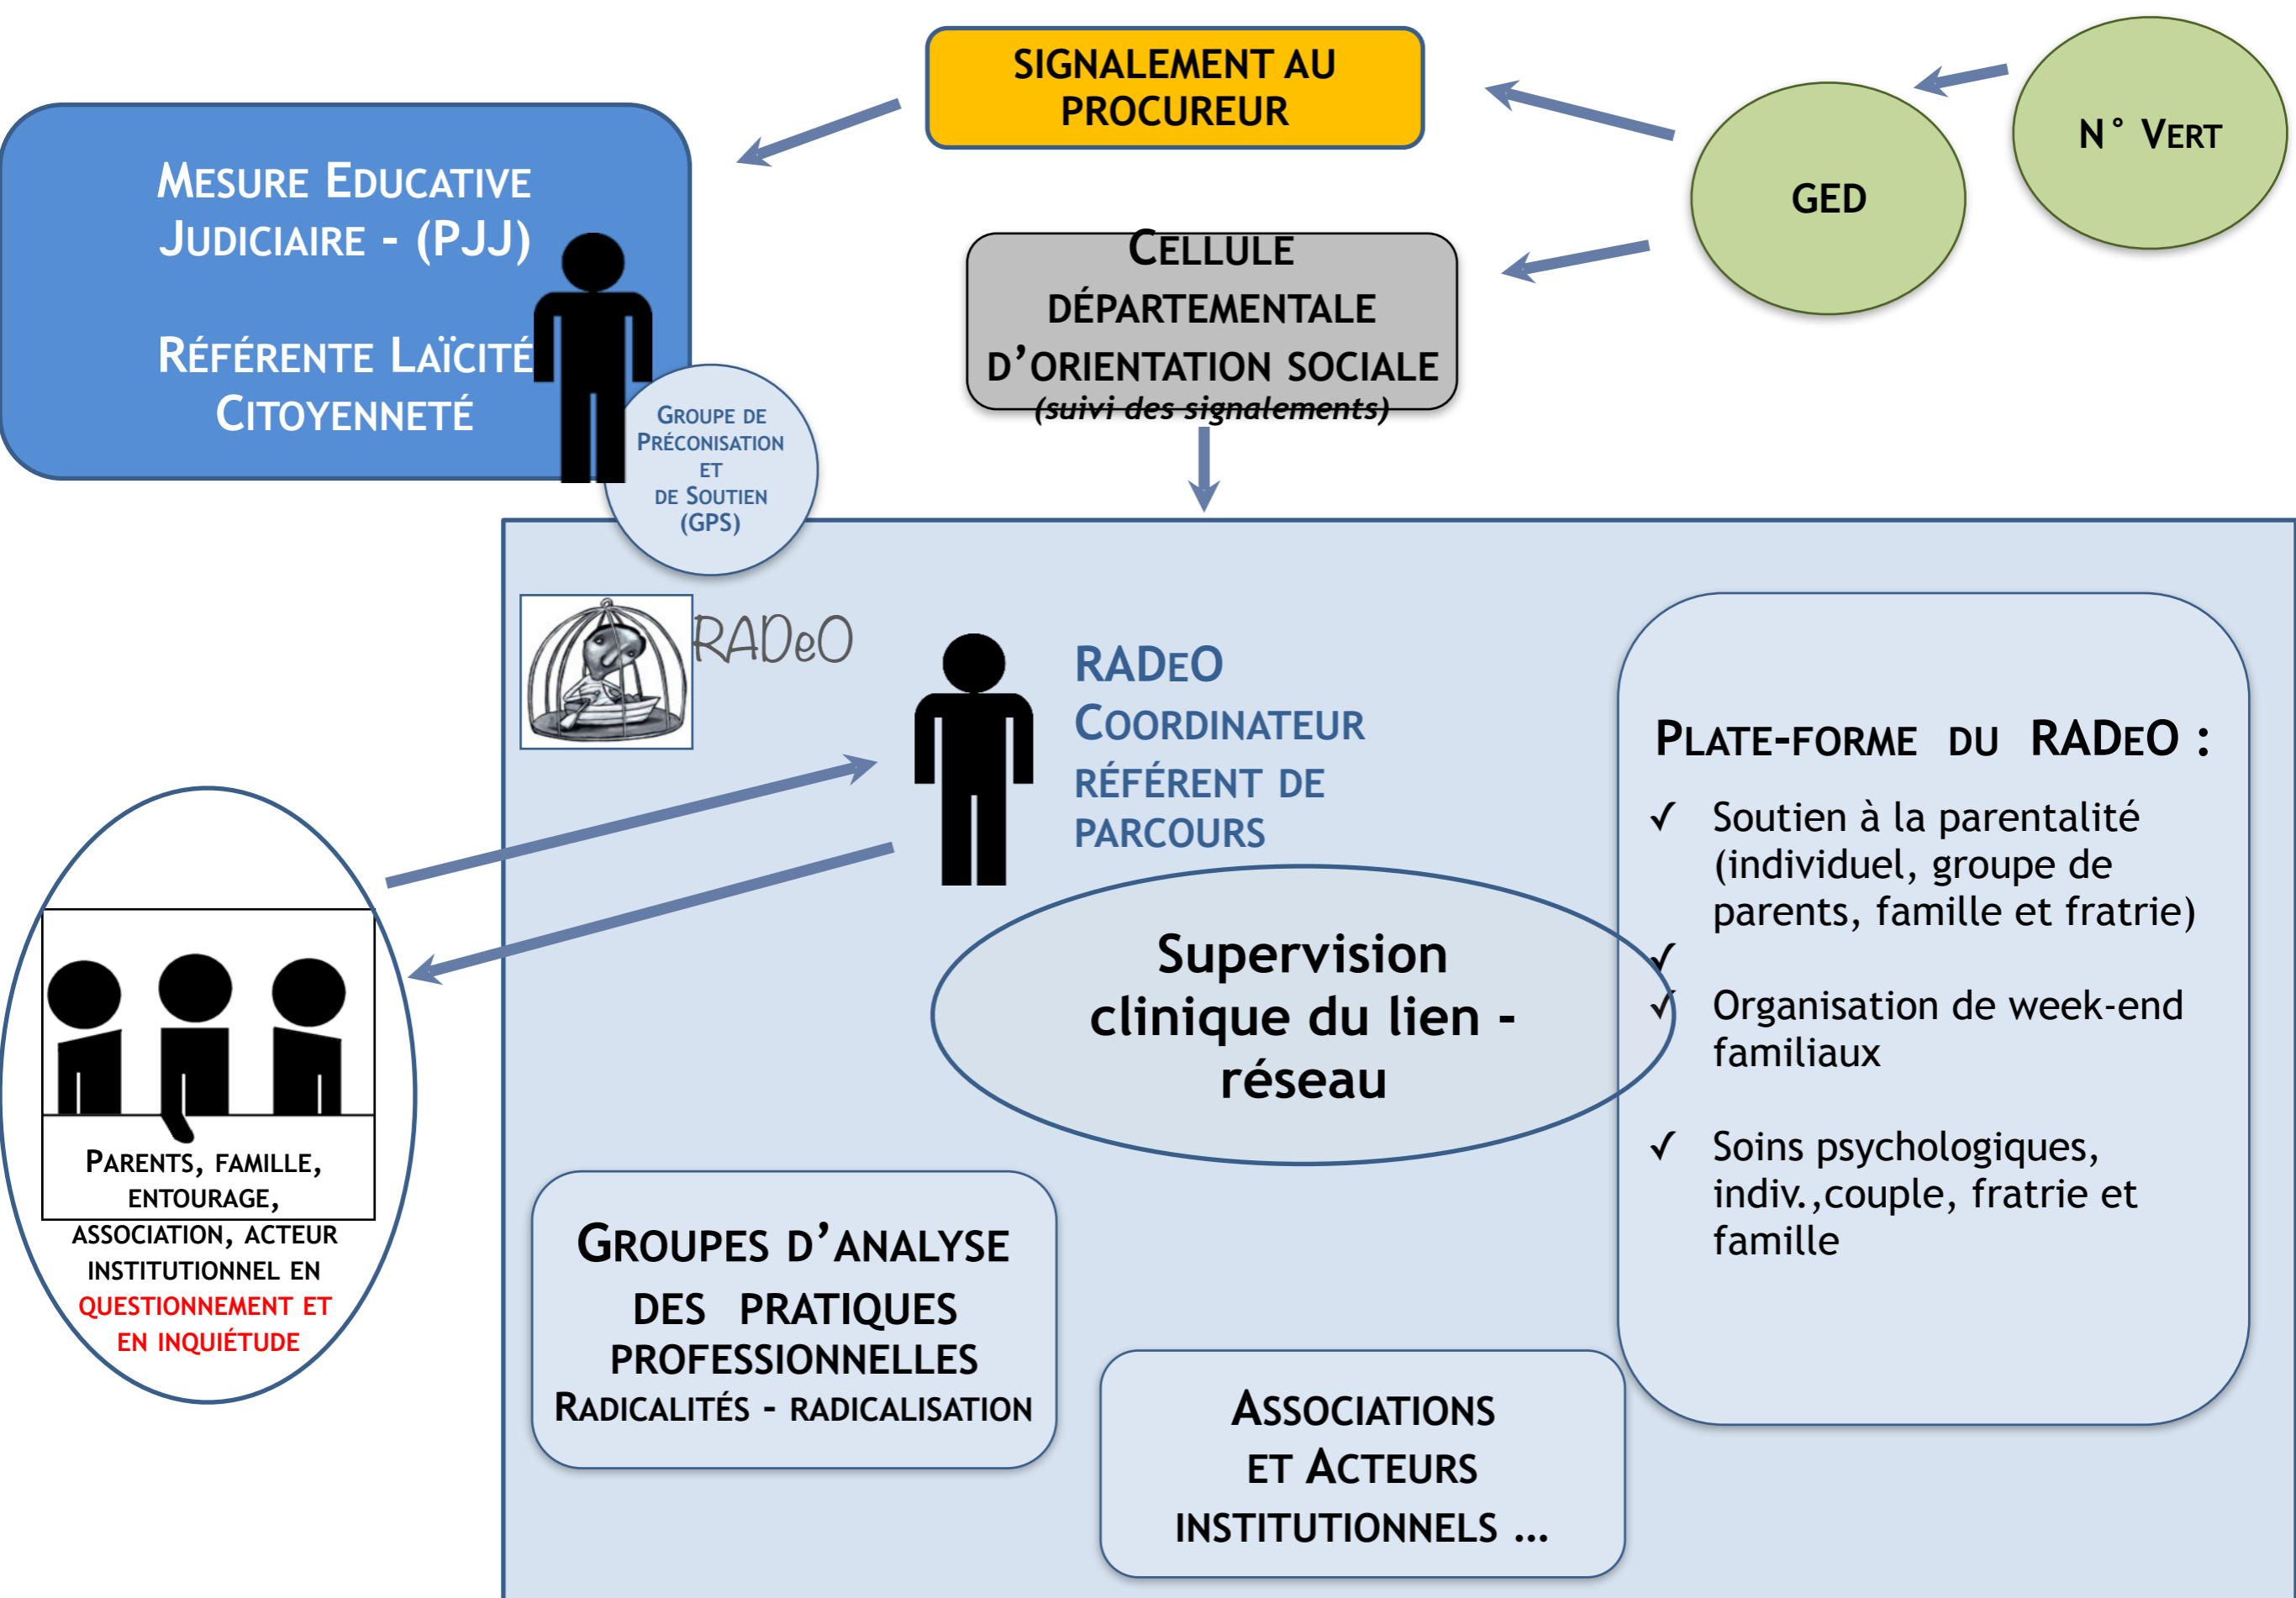 SIGNALEMENT AU
PROCUREUR
N° VERT
GED
MESURE EDUCATIVE
JUDICIAIRE - (PJJ)
RÉFÉRENTE LAÏCITÉ
CITOYENNETÉ
CELLULE
DÉPARTEMENTALE
D’ORIENTATION SOCIALE
(suivi des signalements)
GROUPE DE
PRÉCONISATION
ET
DE SOUTIEN
(GPS)
RADeO
RADEO
COORDINATEUR
RÉFÉRENT DE
PARCOURS
PLATE-FORME DU RADEO :
✓ Soutien à la parentalité
(individuel, groupe de
parents, famille et fratrie)
✓
✓ Organisation de week-end
familiaux
✓ Soins psychologiques,
indiv.,couple, fratrie et
famille
Supervision
clinique du lien -
réseau
PARENTS, FAMILLE,
ENTOURAGE,
ASSOCIATION, ACTEUR
INSTITUTIONNEL EN
QUESTIONNEMENT ET
EN INQUIÉTUDE
GROUPES D’ANALYSE
DES PRATIQUES
PROFESSIONNELLES
RADICALITÉS - RADICALISATION
ASSOCIATIONS
ET ACTEURS
INSTITUTIONNELS …